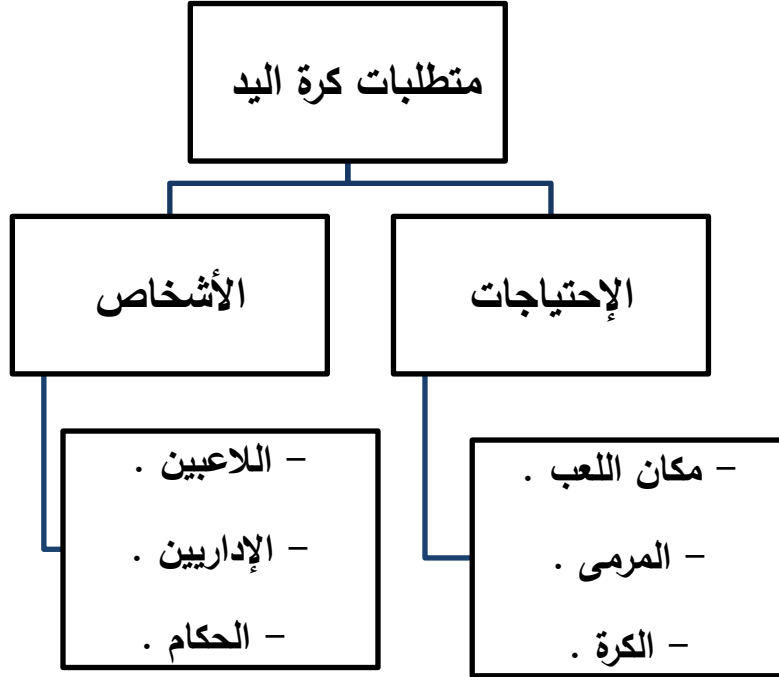 متطلبات كرة اليد
الإحتياجات
الأشخاص
- مكان اللعب .
- المرمى .
- الكرة .
- اللاعبين .
- الإداريين .
- الحكام .